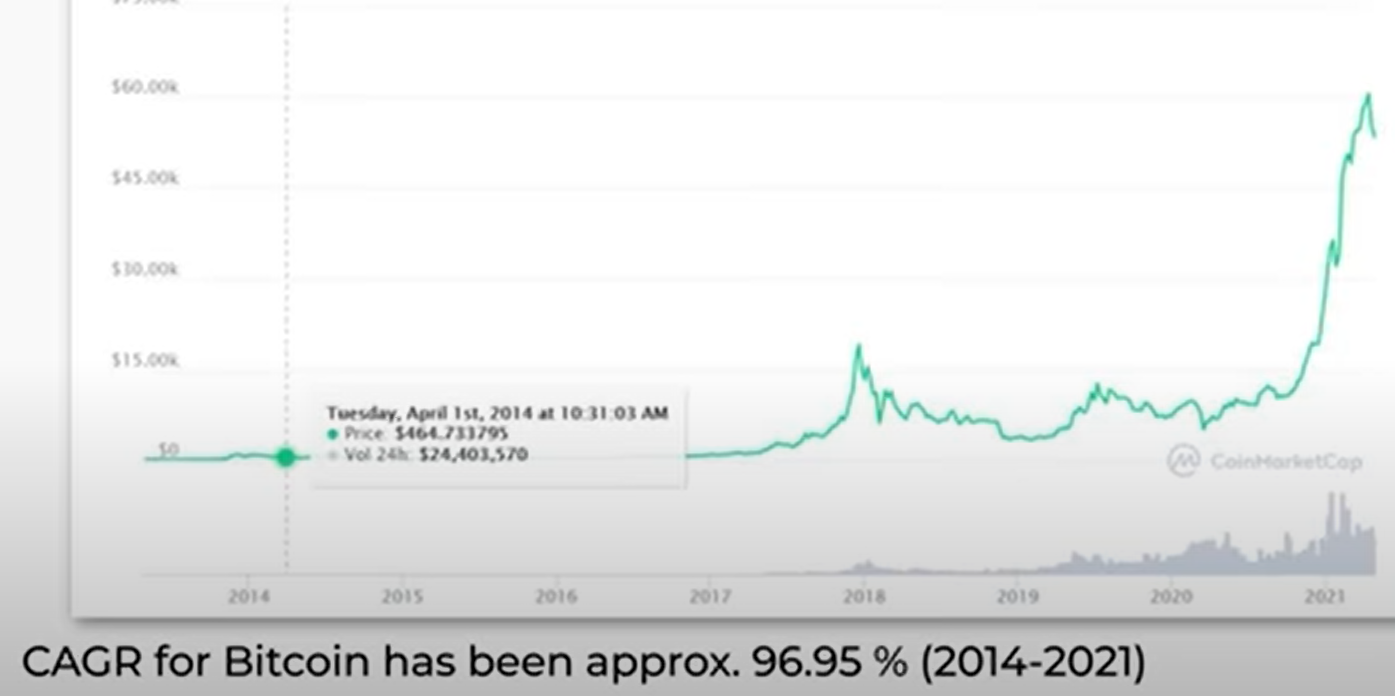 $75.00k
$60.00k
$45.00k
$30.00k
$15.00k
$0
Tuesday, April 1st, 2014 at 10:31:03 AM
Price: $464.733795
Vol 24h: $24,403,570
CoinMarketCap
2014 2015 2016 2017 2018 2019 2020 2021
CAGR for Bitcoin has been approx. 96.95 % (2014-2021)